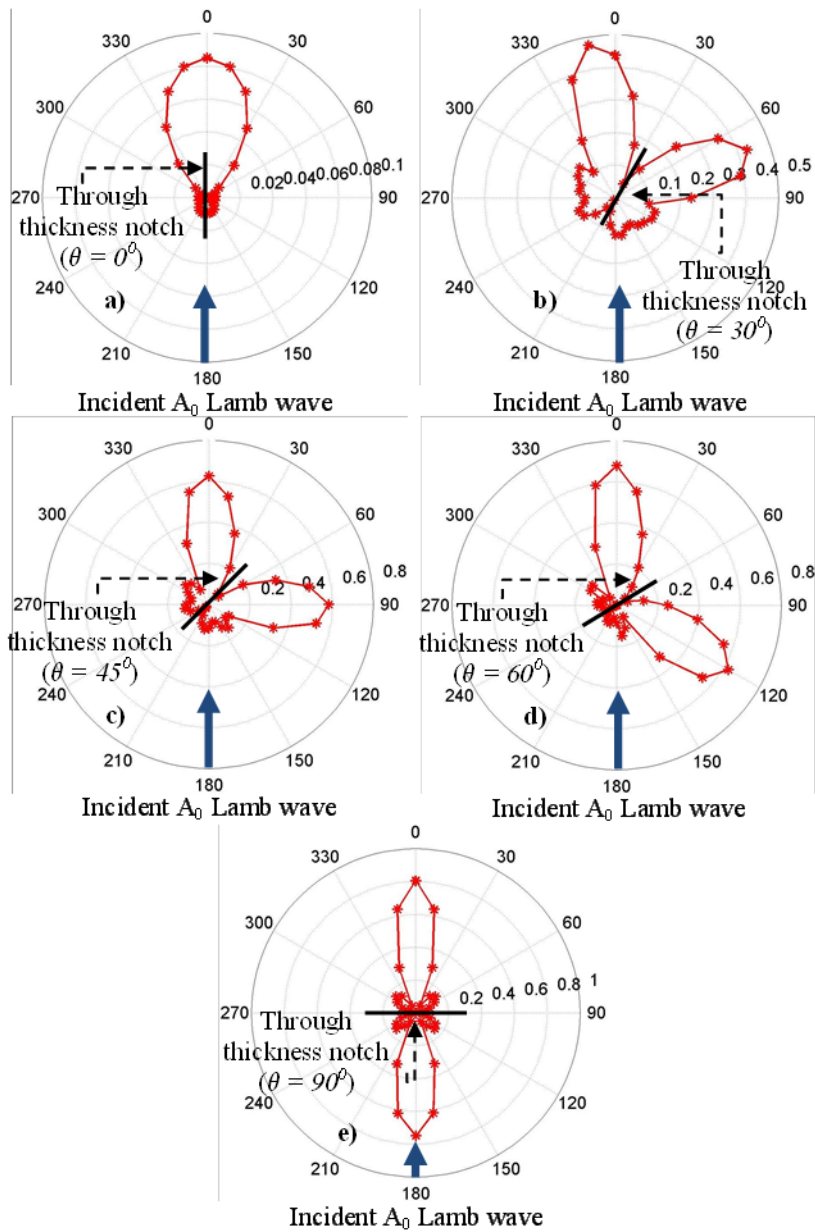 0
330 30
300 60
0.02 0.04 0.06 0.08 0.1
270 90
Through
thickness notch
(θ = 0⁰)
240 120
a)
210 150
180
Incident A₀ Lamb wave
0
330 30
300 60
0.1 0.2 0.3 0.4 0.5
270 90
Through
thickness notch
(θ = 30⁰)
240 120
b)
210 150
180
Incident A₀ Lamb wave
0
330 30
300 60
0.2 0.4 0.6 0.8
270 90
Through
thickness notch
(θ = 45⁰)
240 120
c)
210 150
180
Incident A₀ Lamb wave
0
330 30
300 60
0.2 0.4 0.6 0.8
270 90
Through
thickness notch
(θ = 60⁰)
240 120
d)
210 150
180
Incident A₀ Lamb wave
0
330 30
300 60
0.2 0.4 0.6 0.8 1
270 90
Through
thickness notch
(θ = 90⁰)
240 120
e)
210 150
180
Incident A₀ Lamb wave